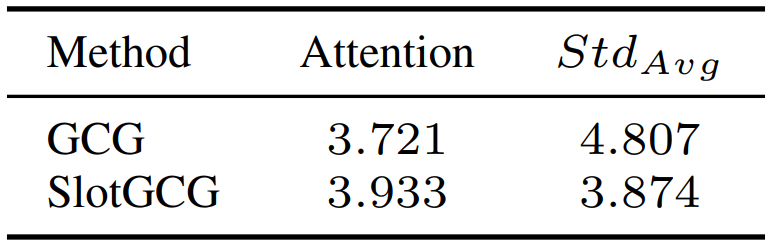 Method Attention Std_Avg
GCG 3.721 4.807
SlotGCG 3.933 3.874